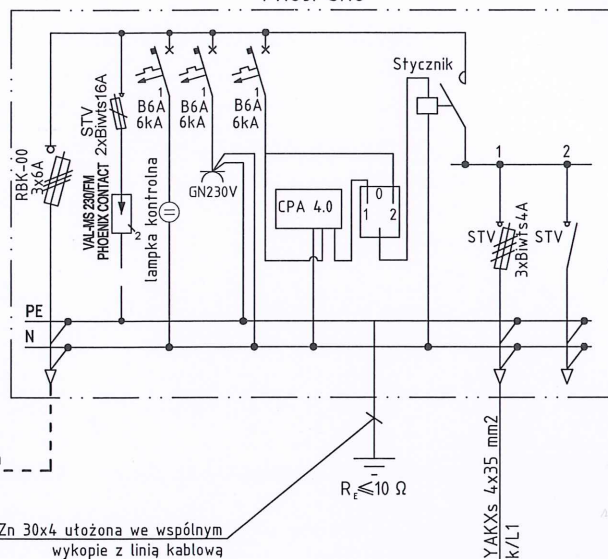 Stycznik
B6A
6kA
1
B6A
6kA
1
B6A
6kA
1
STV
2xBiwts16A
RBK-00
3x6A
VAL-MS 230/FM
PHOENIX CONTACT
2
lampka kontrolna
GN230V
CPA 4.0
0
1 2
1 2
STV
3xBiwts4A
STV
PE
N
RE≤10 Ω
Zn 30x4 ułożona we wspólnym
wykopie z linią kablową
YAKXs 4x35 mm2
k/L1